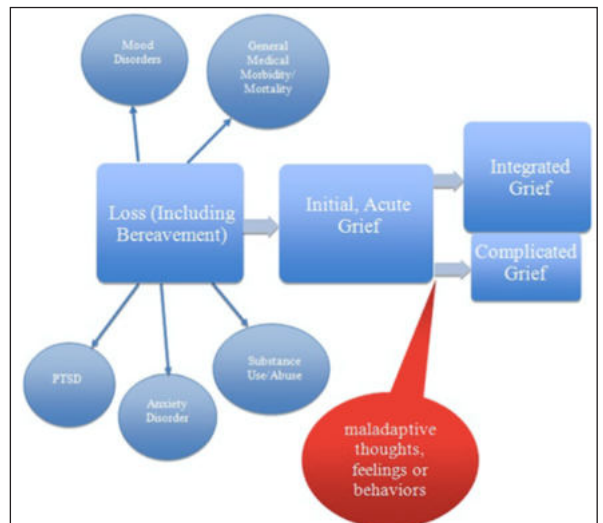 Mood
Disorders
General
Medical
Morbidity/
Mortality
Loss (Including
Bereavement)
Initial, Acute
Grief
Integrated
Grief
Complicated
Grief
PTSD
Anxiety
Disorder
Substance
Use/Abuse
maladaptive
thoughts,
feelings or
behaviors